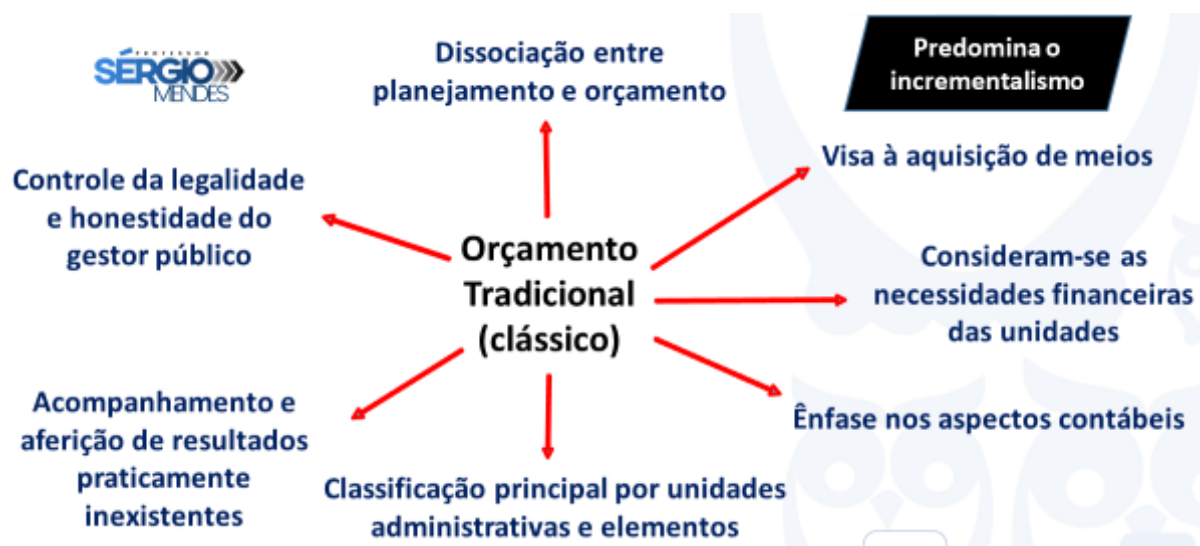 PROFESSOR
SÉRGIO
MENDES
Dissociação entre
planejamento e orçamento
Predomina o
incrementalismo
Visa à aquisição de meios
Controle da legalidade
e honestidade do
gestor público
Orçamento
Tradicional
(clássico)
Consideram-se as
necessidades financeiras
das unidades
Acompanhamento e
aferição de resultados
praticamente
inexistentes
Classificação principal por unidades
administrativas e elementos
Ênfase nos aspectos contábeis